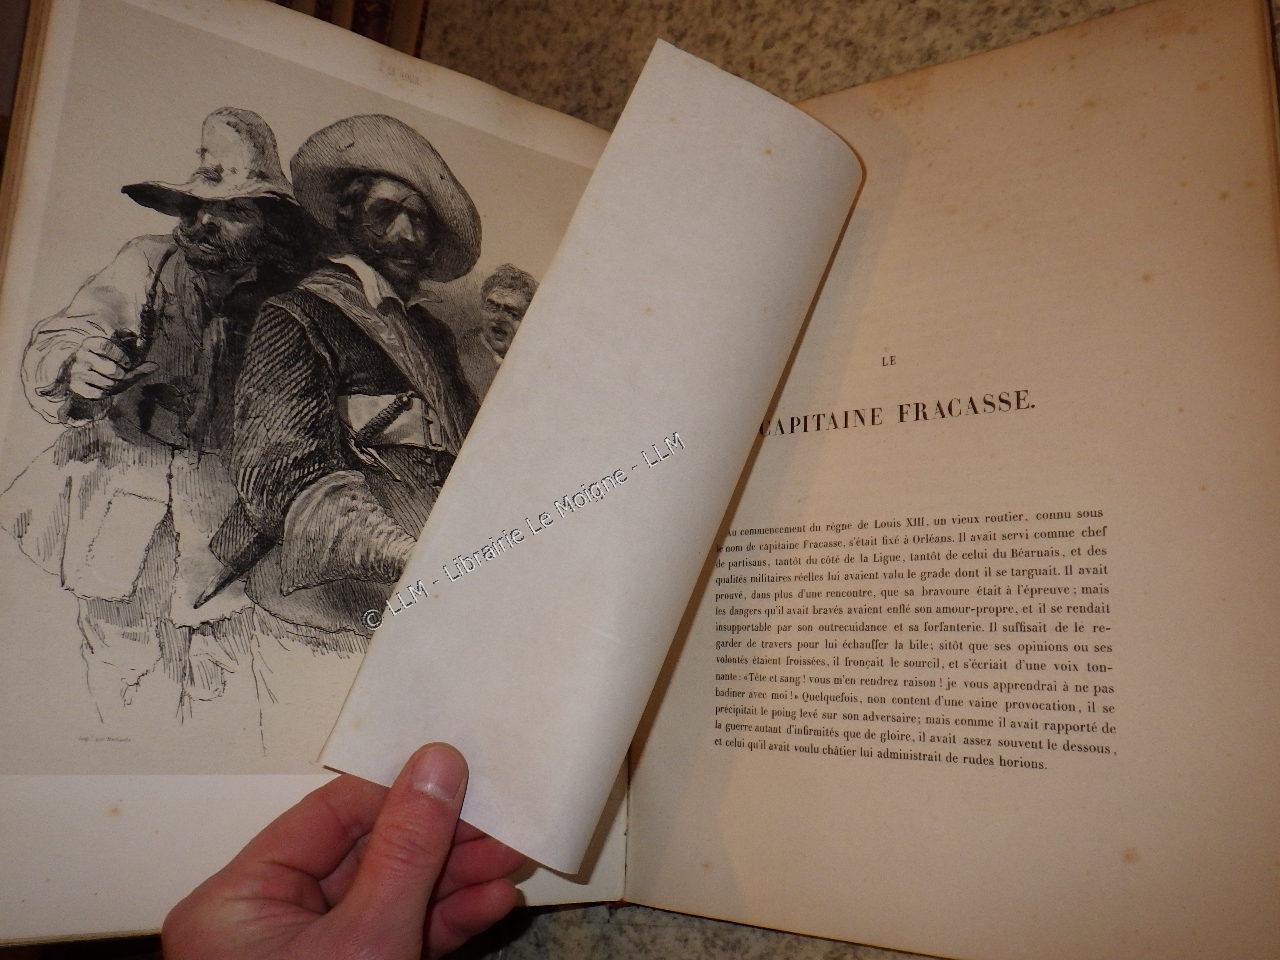 © LLM - Librairie Le Moigne - LLM
LE
CAPITAINE FRACASSE.
Au commencement du règne de Louis XIII, un vieux routier, connu sous
le nom de capitaine Fracasse, s'était fixé à Orléans. Il avait servi comme chef
de partisans, tantôt du côté de la Ligue, tantôt de celui du Béarnais, et des
qualités militaires réelles lui avaient valu le grade dont il se targuait. Il avait
prouvé, dans plus d'une rencontre, que sa bravoure était à l'épreuve; mais
les dangers qu'il avait bravés avaient enflé son amour-propre, et il se rendait
insupportable par son outrecuidance et sa forfanterie. Il suffisait de le re-
garder de travers pour lui échauffer la bile; sitôt que ses opinions ou ses
volontés étaient froissées, il fronçait le sourcil, et s'écriait d'une voix ton-
nante: «Tête et sang! vous m'en rendrez raison! je vous apprendrai à ne pas
badiner avec moi!» Quelquefois, non content d'une vaine provocation, il se
précipitait le poing levé sur son adversaire; mais comme il avait rapporté de
la guerre autant d'infirmités que de gloire, il avait assez souvent le dessous,
et celui qu'il avait voulu châtier lui administrait de rudes horions.